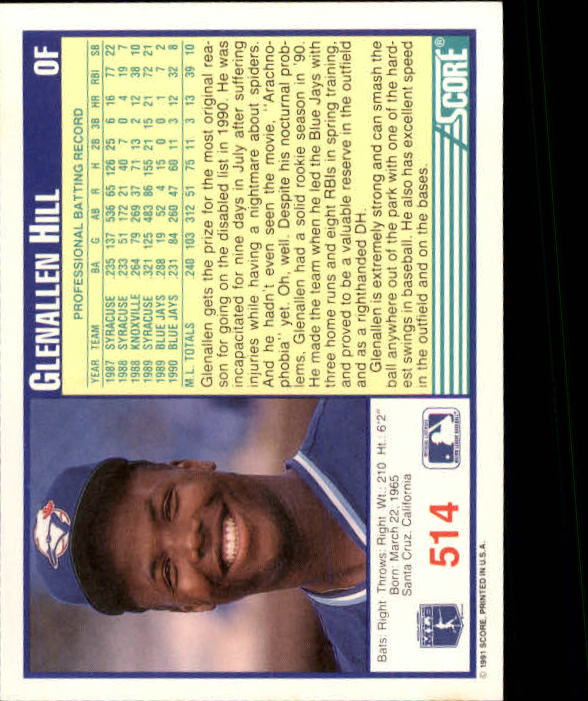 GLENALLEN HILL OF
PROFESSIONAL BATTING RECORD
YEAR TEAM BA G AB R H 2B 3B HR RBI SB
1987 SYRACUSE .235 137 536 65 126 25 6 16 77 22
1988 SYRACUSE .233 51 172 21 40 7 0 4 19 7
1988 KNOXVILLE .264 79 269 37 71 13 2 12 38 10
1989 SYRACUSE .321 125 483 86 155 21 15 21 72 21
1989 BLUE JAYS .288 19 52 4 15 0 0 1 7 2
1990 BLUE JAYS .231 84 260 47 60 11 3 12 32 8
M.L. TOTALS .240 103 312 51 75 11 3 13 39 10
Glenallen gets the prize for the most original rea-
son for going on the disabled list in 1990. He was
incapacitated for nine days in July after suffering
injuries while having a nightmare about spiders.
And he hadn't even seen the movie, "Arachno-
phobia" yet. Oh, well. Despite his nocturnal prob-
lems. Glenallen had a solid rookie season in '90.
He made the team when he led the Blue Jays with
three home runs and eight RBIs in spring training,
and proved to be a valuable reserve in the outfield
and as a righthanded DH.
Glenallen is extremely strong and can smash the
ball anywhere out of the park with one of the hard-
est swings in baseball. He also has excellent speed
in the outfield and on the bases.
SCORE
Bats: Right Throws: Right Wt.: 210 Ht.: 6'2"
Born: March 22, 1965
Santa Cruz, California
514
© 1991 SCORE. PRINTED IN U.S.A.